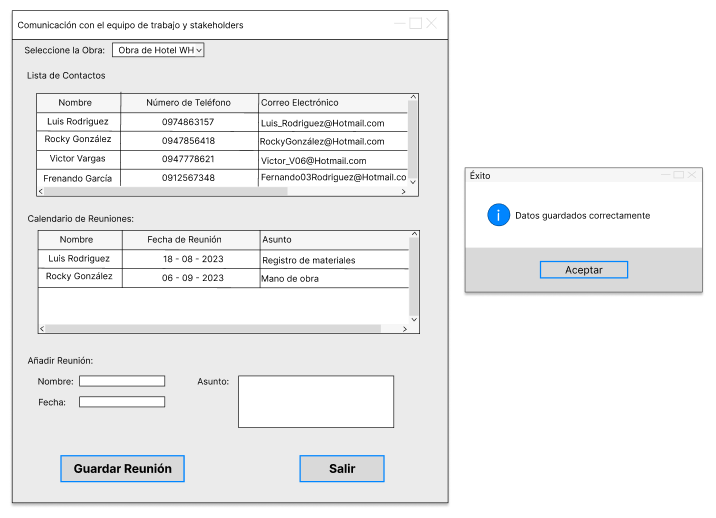 Comunicación con el equipo de trabajo y stakeholders
Seleccione la Obra: Obra de Hotel WH
Lista de Contactos
Nombre Número de Teléfono Correo Electrónico
Luis Rodriguez 0974863157 Luis_Rodriguez@Hotmail.com
Rocky González 0947856418 RockyGonzález@Hotmail.com
Victor Vargas 0947778621 Victor_V06@Hotmail.com
Frenando García 0912567348 Fernando03Rodriguez@Hotmail.co
Calendario de Reuniones:
Nombre Fecha de Reunión Asunto
Luis Rodriguez 18 - 08 - 2023 Registro de materiales
Rocky González 06 - 09 - 2023 Mano de obra
Añadir Reunión:
Nombre: Asunto:
Fecha:
Guardar Reunión Salir
Éxito
i Datos guardados correctamente
Aceptar